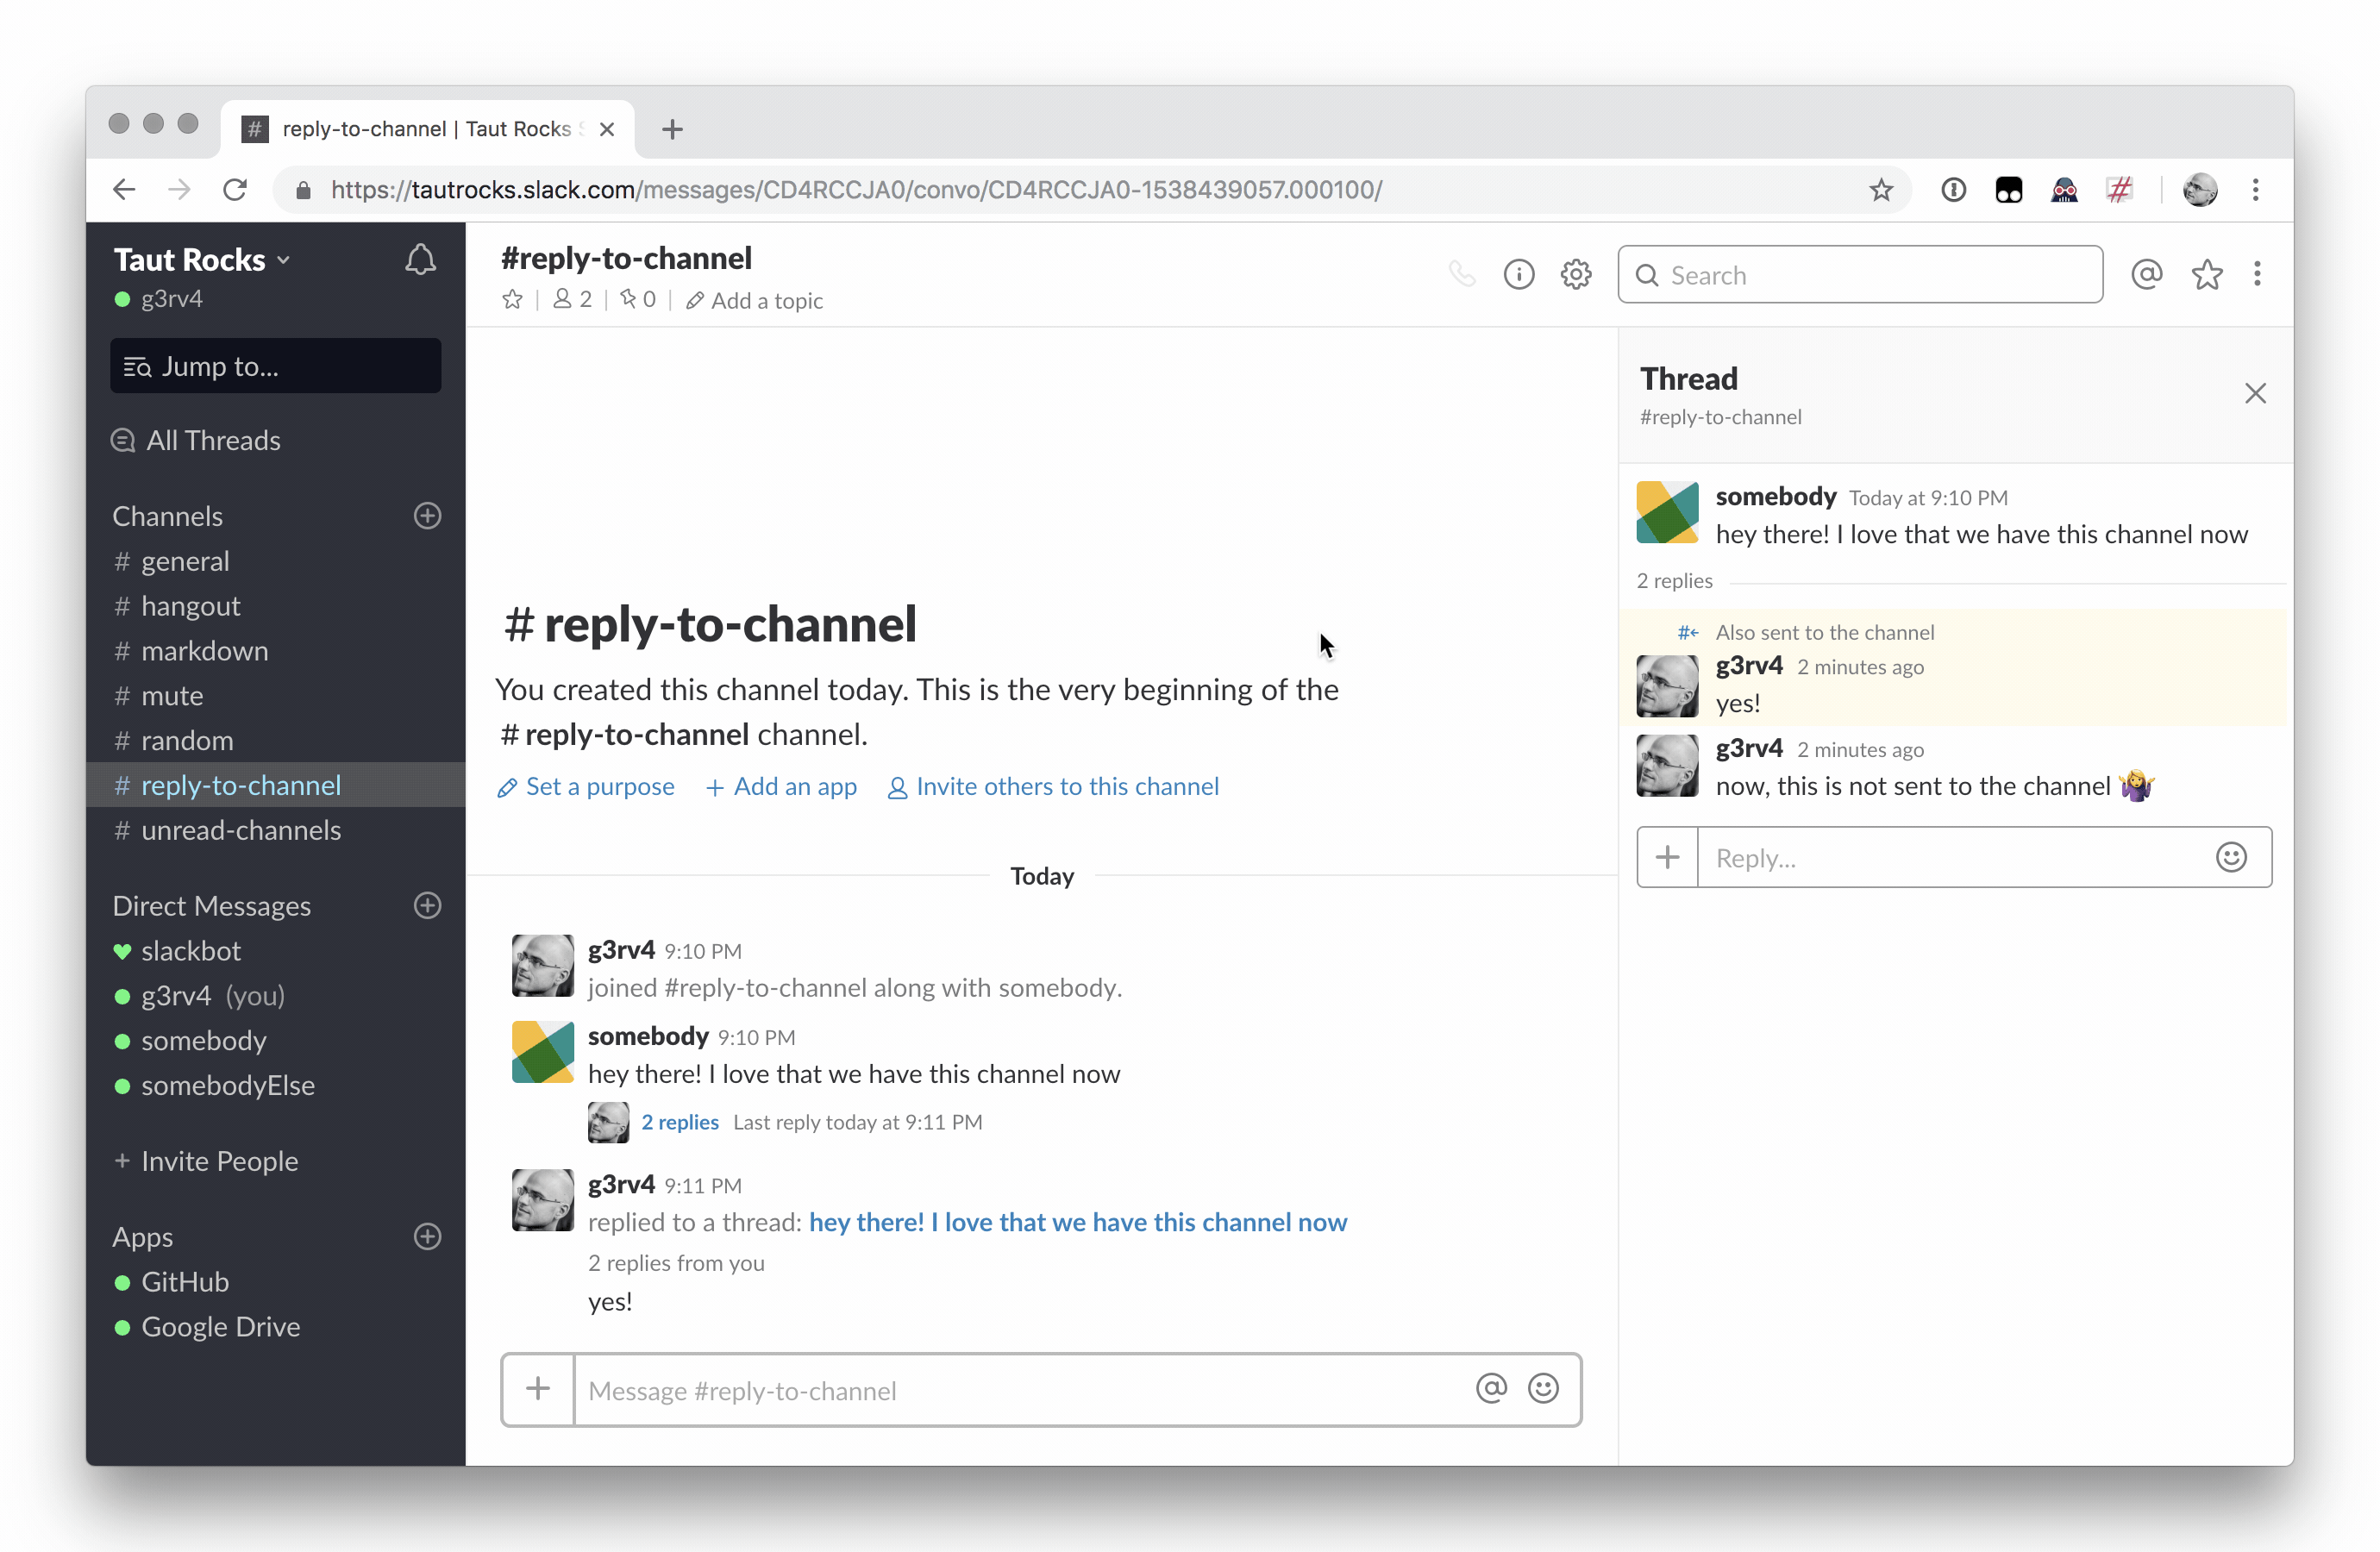 reply-to-channel | Taut Rocks
https://tautrocks.slack.com/messages/CD4RCCJA0/convo/CD4RCCJA0-1538439057.000100/
Taut Rocks
g3rv4
Jump to...
All Threads
Channels
# general
# hangout
# markdown
# mute
# random
# reply-to-channel
# unread-channels
Direct Messages
slackbot
g3rv4 (you)
somebody
somebodyElse
+ Invite People
Apps
GitHub
Google Drive
#reply-to-channel
2 | 0 | Add a topic
Search
# reply-to-channel
You created this channel today. This is the very beginning of the
# reply-to-channel channel.
Set a purpose + Add an app Invite others to this channel
Today
g3rv4 9:10 PM
joined #reply-to-channel along with somebody.
somebody 9:10 PM
hey there! I love that we have this channel now
2 replies Last reply today at 9:11 PM
g3rv4 9:11 PM
replied to a thread: hey there! I love that we have this channel now
2 replies from you
yes!
Message #reply-to-channel
Thread
#reply-to-channel
somebody Today at 9:10 PM
hey there! I love that we have this channel now
2 replies
Also sent to the channel
g3rv4 2 minutes ago
yes!
g3rv4 2 minutes ago
now, this is not sent to the channel 🤷‍♀️
Reply...